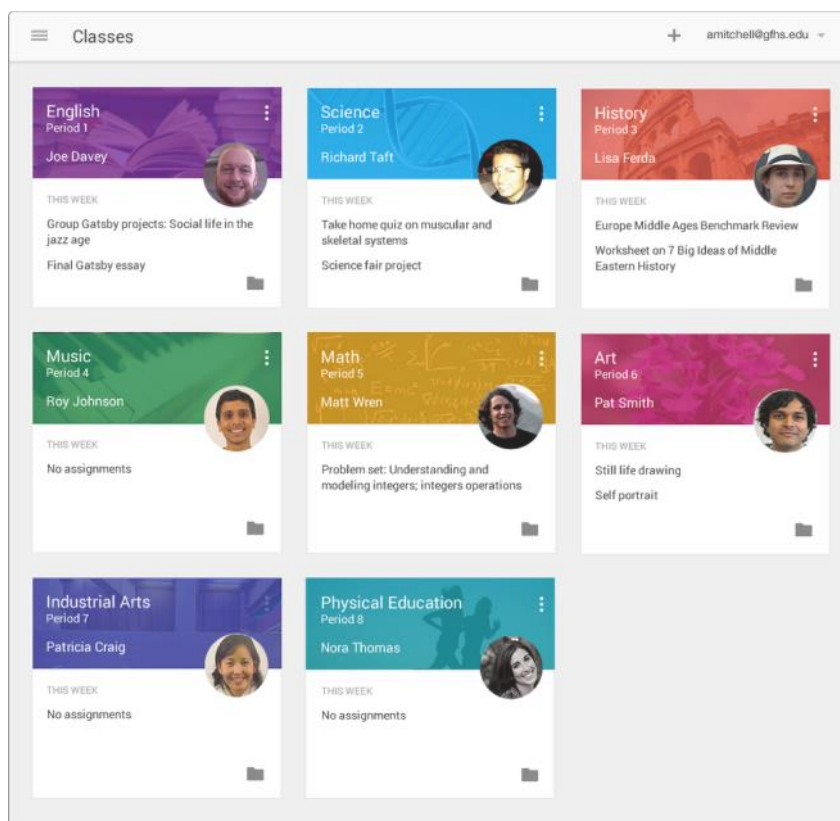 Classes
amitchell@gfhs.edu
English
Period 1
Joe Davey
THIS WEEK
Group Gatsby projects: Social life in the
jazz age
Final Gatsby essay
Science
Period 2
Richard Taft
THIS WEEK
Take home quiz on muscular and
skeletal systems
Science fair project
History
Period 3
Lisa Ferda
THIS WEEK
Europe Middle Ages Benchmark Review
Worksheet on 7 Big Ideas of Middle
Eastern History
Music
Period 4
Roy Johnson
THIS WEEK
No assignments
Math
Period 5
Matt Wren
THIS WEEK
Problem set: Understanding and
modeling integers; integers operations
Art
Period 6
Pat Smith
THIS WEEK
Still life drawing
Self portrait
Industrial Arts
Period 7
Patricia Craig
THIS WEEK
No assignments
Physical Education
Period 8
Nora Thomas
THIS WEEK
No assignments